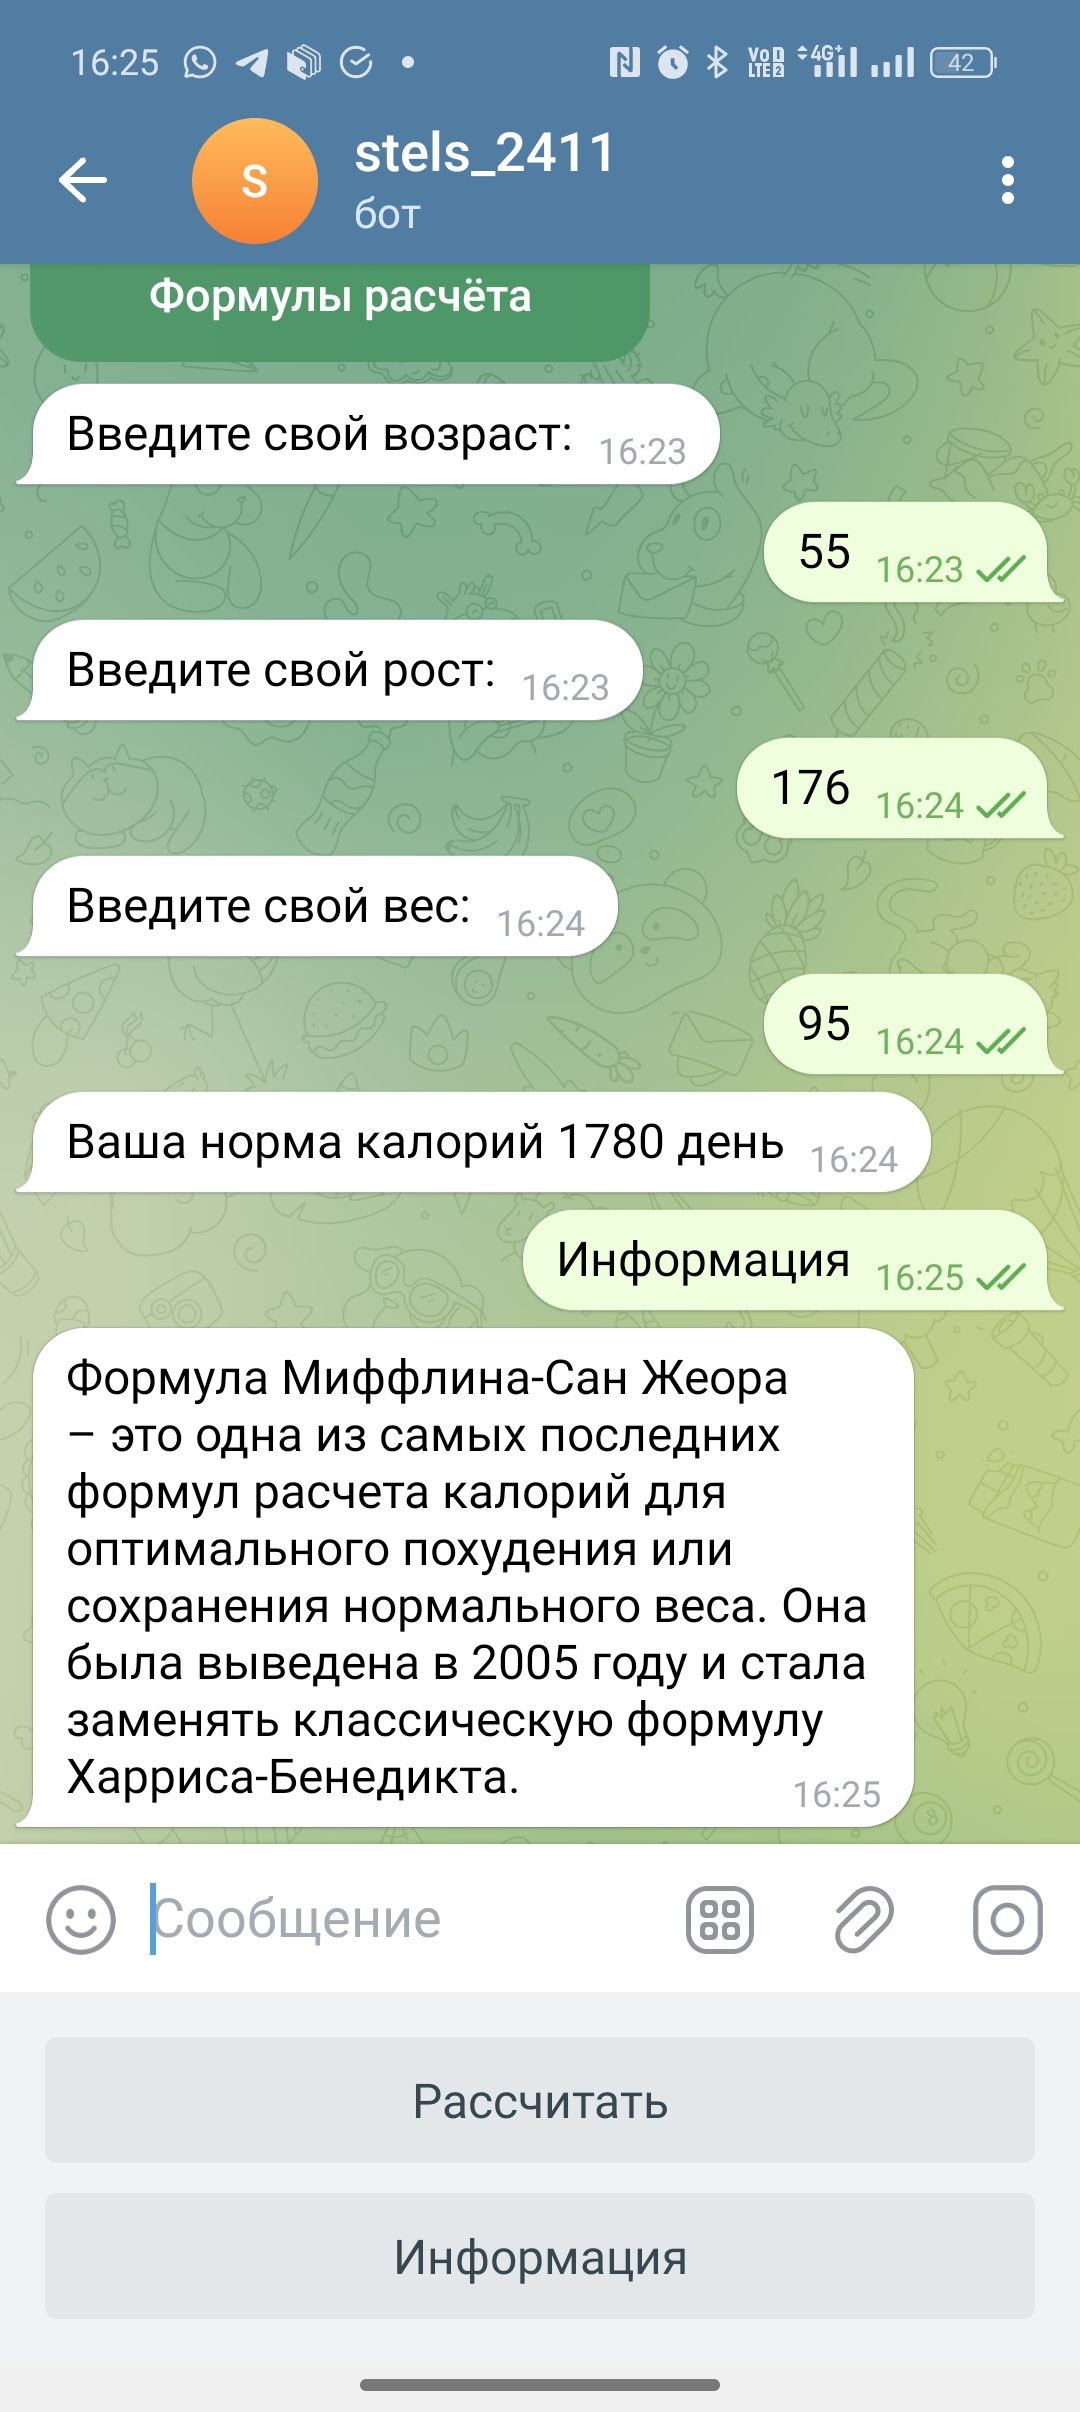 16:25
VoLTE 1 2 4G+ 42
S
stels_2411
бот
Формулы расчёта
Введите свой возраст: 16:23
55 16:23
Введите свой рост: 16:23
176 16:24
Введите свой вес: 16:24
95 16:24
Ваша норма калорий 1780 день 16:24
Информация 16:25
Формула Миффлина-Сан Жеора
– это одна из самых последних
формул расчета калорий для
оптимального похудения или
сохранения нормального веса. Она
была выведена в 2005 году и стала
заменять классическую формулу
Харриса-Бенедикта. 16:25
Сообщение
Рассчитать
Информация